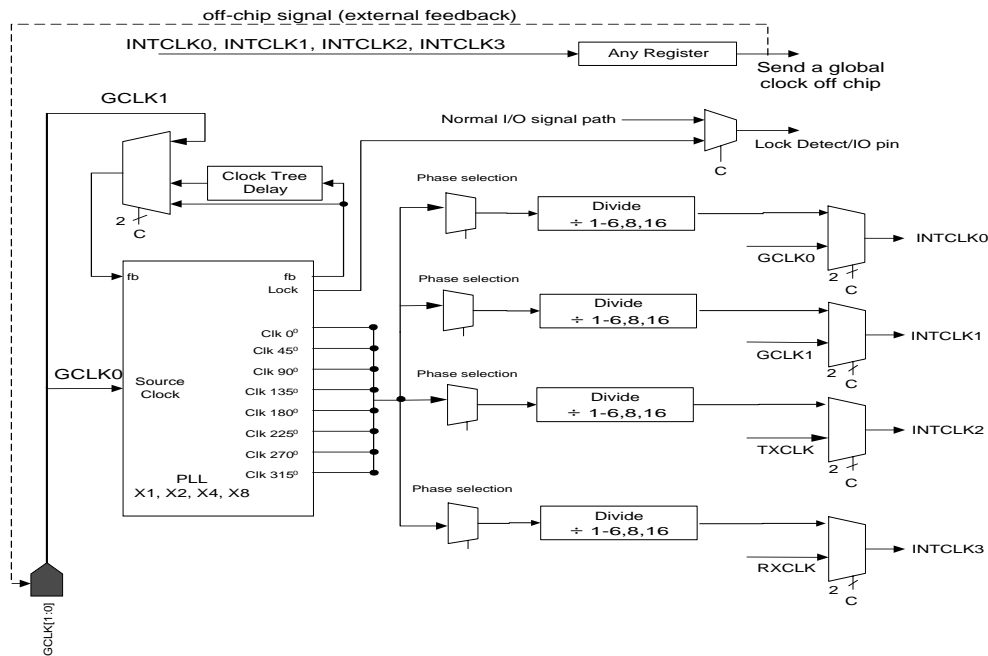 off-chip signal (external feedback)
INTCLK0, INTCLK1, INTCLK2, INTCLK3
Any Register
Send a global
clock off chip
GCLK1
Normal I/O signal path
Lock Detect/IO pin
C
Clock Tree
Delay
2
C
Phase selection
Divide
÷ 1-6,8,16
GCLK0
INTCLK0
2
C
fb
fb
Lock
Phase selection
Divide
÷ 1-6,8,16
GCLK1
INTCLK1
2
C
Clk 0º
Clk 45º
Clk 90º
Clk 135º
Clk 180º
Clk 225º
Clk 270º
Clk 315º
GCLK0
Source
Clock
PLL
X1, X2, X4, X8
Phase selection
Divide
÷ 1-6,8,16
TXCLK
INTCLK2
2
C
Phase selection
Divide
÷ 1-6,8,16
RXCLK
INTCLK3
2
C
GCLK[1:0]